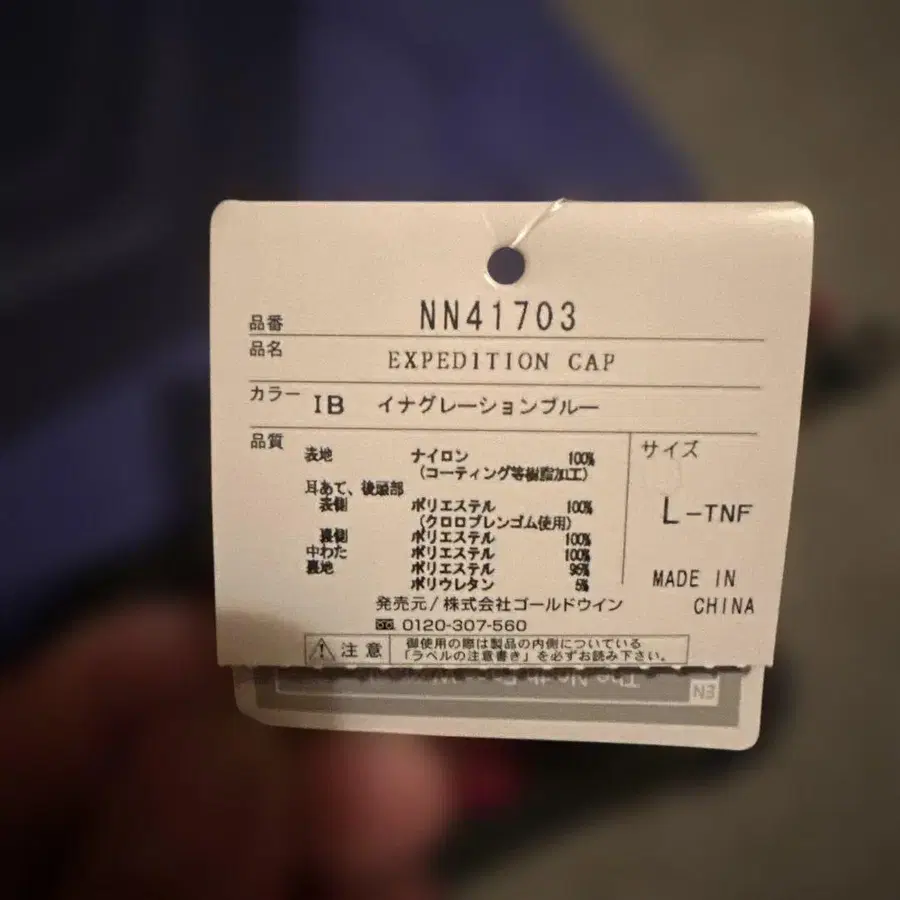 品番 NN41703
品名 EXPEDITION CAP
カラー IB イナグレーションブルー
品質
表地 ナイロン 100%
(コーティング等樹脂加工)
耳あて、後頭部
表側 ポリエステル 100%
(クロロプレンゴム使用)
裏側 ポリエステル 100%
中わた ポリエステル 100%
裏地 ポリエステル 95%
ポリウレタン 5%
サイズ
L-TNF
MADE IN
CHINA
発売元/株式会社ゴールドウイン
0120-307-560
注意 御使用の際は製品の内側についている
「ラベルの注意書き」を必ずお読み下さい。
EN